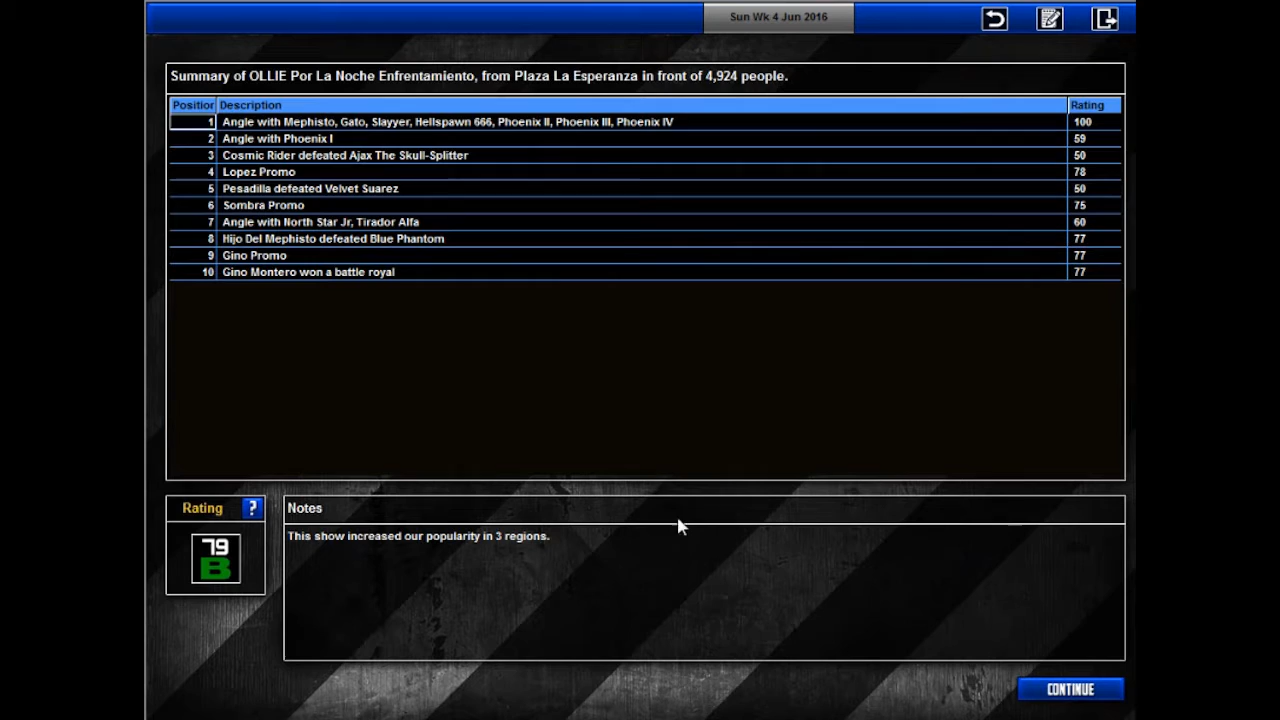 Sun Wk 4 Jun 2016
Summary of OLLIE Por La Noche Enfrentamiento, from Plaza La Esperanza in front of 4,924 people.
Position Description Rating
1 Angle with Mephisto, Gato, Slayyer, Hellspawn 666, Phoenix II, Phoenix III, Phoenix IV 100
2 Angle with Phoenix I 59
3 Cosmic Rider defeated Ajax The Skull-Splitter 50
4 Lopez Promo 78
5 Pesadilla defeated Velvet Suarez 50
6 Sombra Promo 75
7 Angle with North Star Jr, Tirador Alfa 60
8 Hijo Del Mephisto defeated Blue Phantom 77
9 Gino Promo 77
10 Gino Montero won a battle royal 77
Rating ? Notes
79
B
This show increased our popularity in 3 regions.
CONTINUE